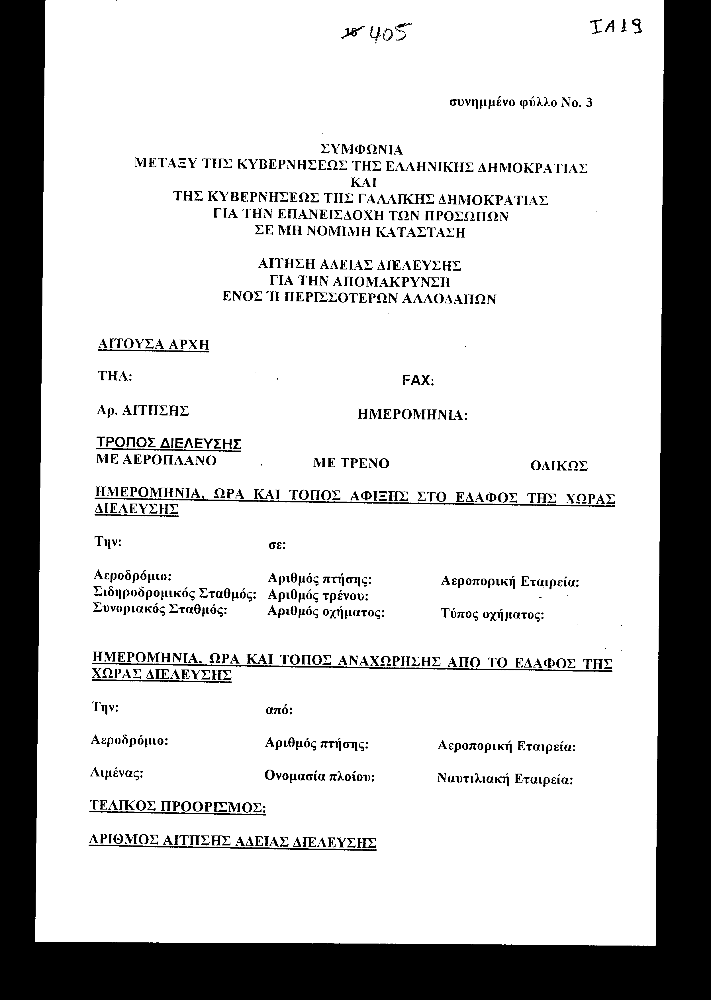 15 405
IA19
συνημμένο φύλλο Νο. 3
ΣΥΜΦΩΝΙΑ
ΜΕΤΑΞΥ ΤΗΣ ΚΥΒΕΡΝΗΣΕΩΣ ΤΗΣ ΕΛΛΗΝΙΚΗΣ ΔΗΜΟΚΡΑΤΙΑΣ
ΚΑΙ
ΤΗΣ ΚΥΒΕΡΝΗΣΕΩΣ ΤΗΣ ΓΑΛΛΙΚΗΣ ΔΗΜΟΚΡΑΤΙΑΣ
ΓΙΑ ΤΗΝ ΕΠΑΝΕΙΣΔΟΧΗ ΤΩΝ ΠΡΟΣΩΠΩΝ
ΣΕ ΜΗ ΝΟΜΙΜΗ ΚΑΤΑΣΤΑΣΗ
ΑΙΤΗΣΗ ΑΔΕΙΑΣ ΔΙΕΛΕΥΣΗΣ
ΓΙΑ ΤΗΝ ΑΠΟΜΑΚΡΥΝΣΗ
ΕΝΟΣ Ή ΠΕΡΙΣΣΟΤΕΡΩΝ ΑΛΛΟΔΑΠΩΝ
ΑΙΤΟΥΣΑ ΑΡΧΗ
ΤΗΛ: FAX:
Αρ. ΑΙΤΗΣΗΣ ΗΜΕΡΟΜΗΝΙΑ:
ΤΡΟΠΟΣ ΔΙΕΛΕΥΣΗΣ
ΜΕ ΑΕΡΟΠΛΑΝΟ ΜΕ ΤΡΕΝΟ ΟΔΙΚΩΣ
ΗΜΕΡΟΜΗΝΙΑ, ΩΡΑ ΚΑΙ ΤΟΠΟΣ ΑΦΙΞΗΣ ΣΤΟ ΕΔΑΦΟΣ ΤΗΣ ΧΩΡΑΣ
ΔΙΕΛΕΥΣΗΣ
Την: σε:
Αεροδρόμιο: Αριθμός πτήσης: Αεροπορική Εταιρεία:
Σιδηροδρομικός Σταθμός: Αριθμός τρένου:
Συνοριακός Σταθμός: Αριθμός οχήματος: Τύπος οχήματος:
ΗΜΕΡΟΜΗΝΙΑ, ΩΡΑ ΚΑΙ ΤΟΠΟΣ ΑΝΑΧΩΡΗΣΗΣ ΑΠΟ ΤΟ ΕΔΑΦΟΣ ΤΗΣ
ΧΩΡΑΣ ΔΙΕΛΕΥΣΗΣ
Την: από:
Αεροδρόμιο: Αριθμός πτήσης: Αεροπορική Εταιρεία:
Λιμένας: Ονομασία πλοίου: Ναυτιλιακή Εταιρεία:
ΤΕΛΙΚΟΣ ΠΡΟΟΡΙΣΜΟΣ:
ΑΡΙΘΜΟΣ ΑΙΤΗΣΗΣ ΑΔΕΙΑΣ ΔΙΕΛΕΥΣΗΣ